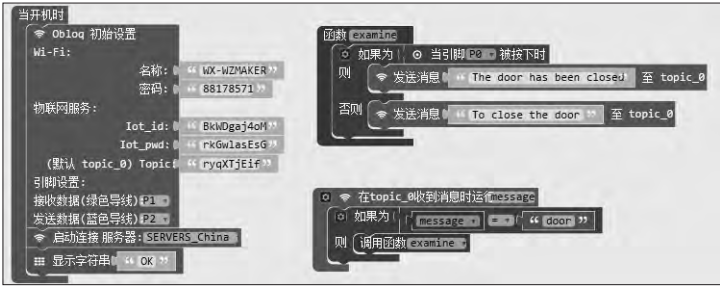 当开机时
Obloq 初始设置
Wi-Fi:
名称: “ WX-WZMAKER ”
密码: “ 88178571 ”
物联网服务:
Iot_id: “ BkWDgaj4oM ”
Iot_pwd: “ rkGwlasEsG ”
(默认 topic_0) Topic: “ ryqXTjEif ”
引脚设置:
接收数据(绿色导线) P1
发送数据(蓝色导线) P2
启动连接 服务器: SERVERS_China
显示字符串 “ OK ”
函数 examine
如果为 当引脚 P0 被按下时
则 发送消息 “ The door has been closed ” 至 topic_0
否则 发送消息 “ To close the door ” 至 topic_0
在topic_0收到消息时运行 message
如果为 message = “ door ”
则 调用函数 examine